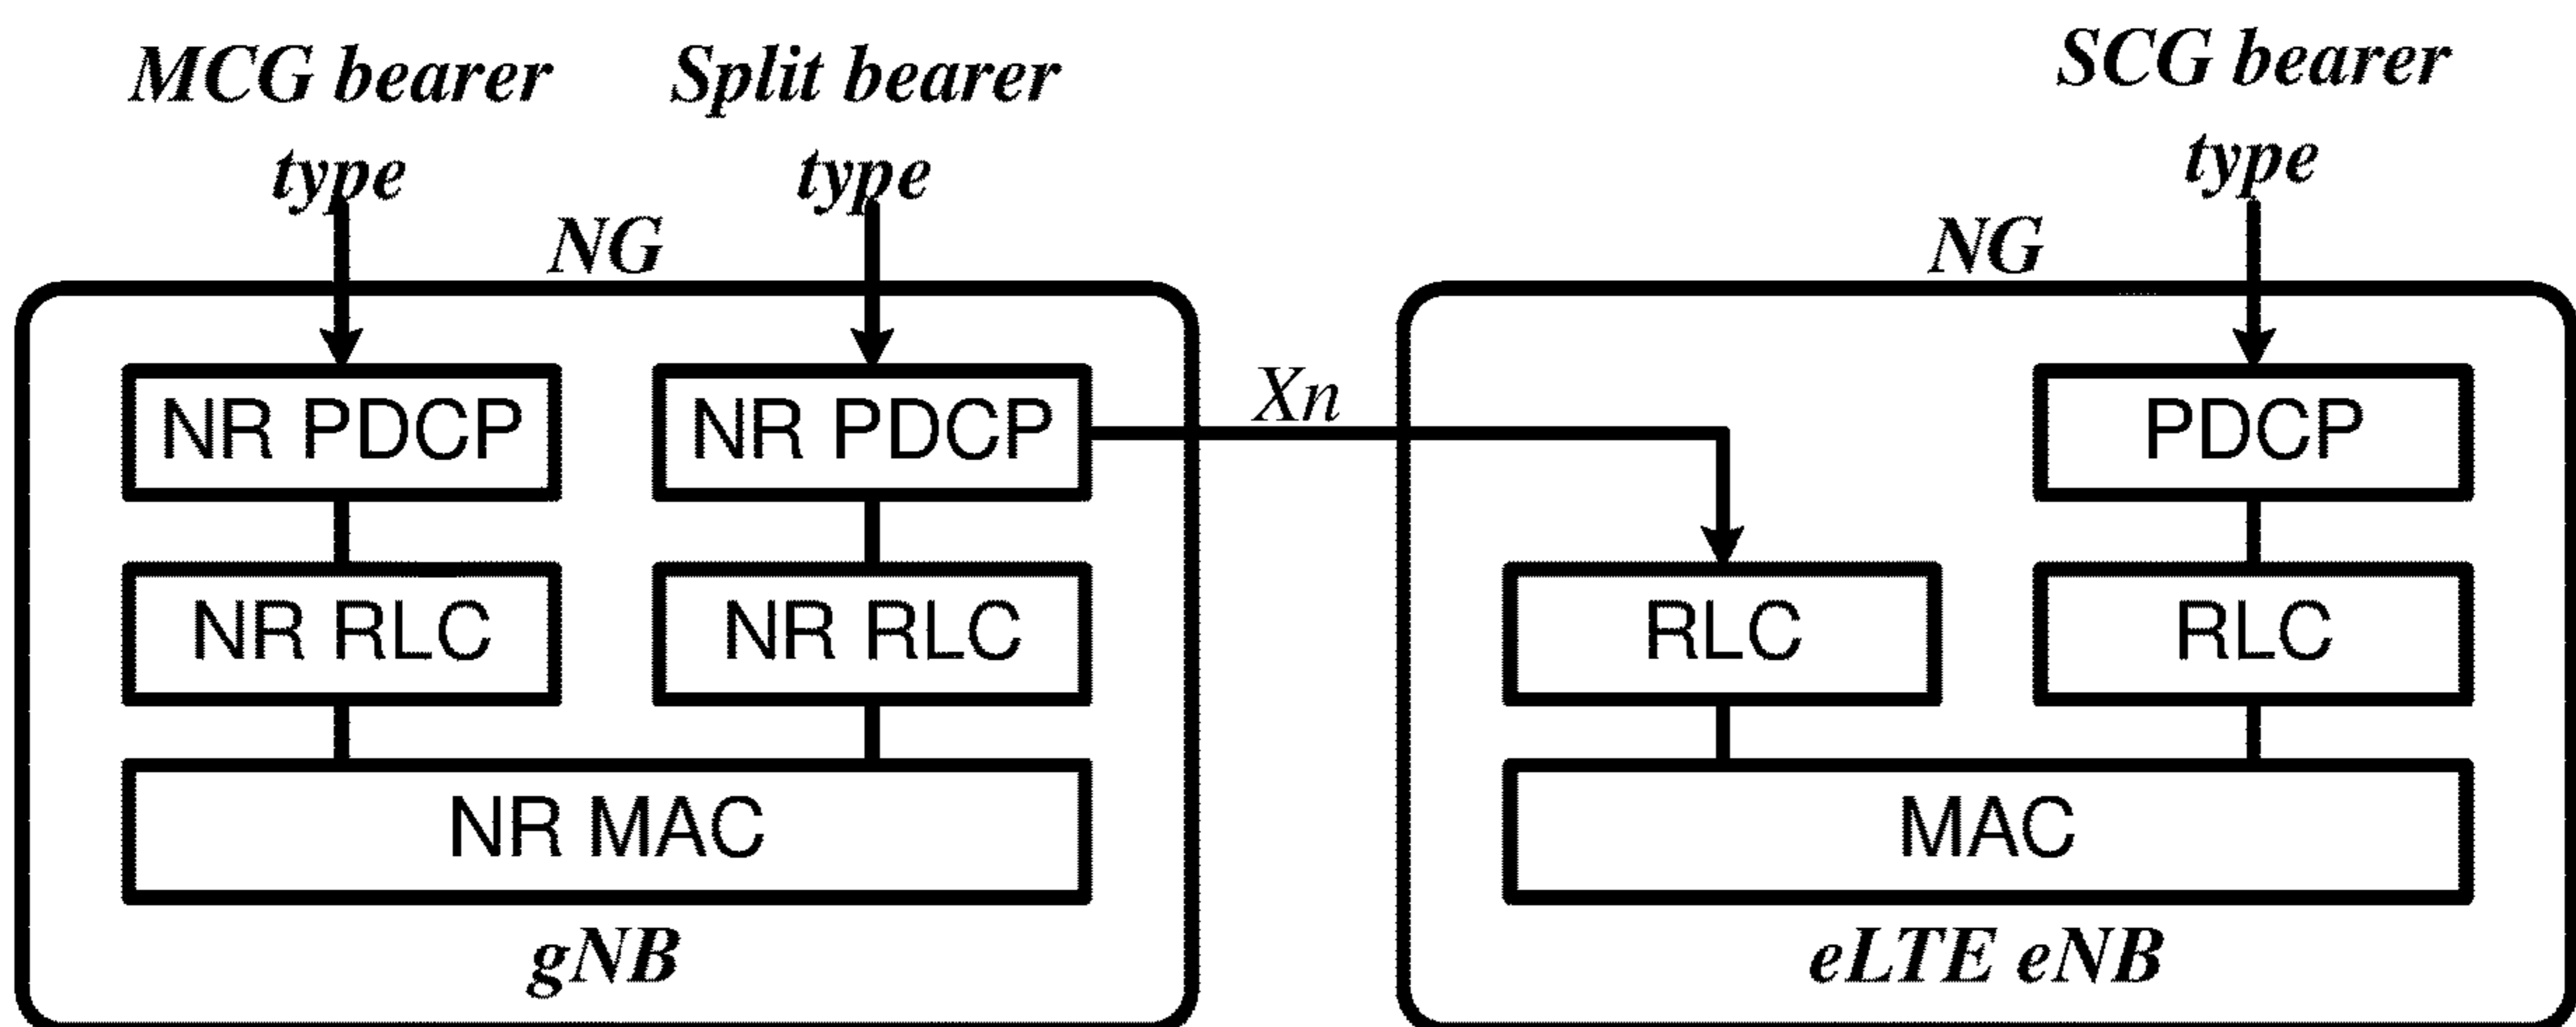 MCG bearer
type
Split bearer
type
SCG bearer
type
NG
NG
Xn
NR PDCP
NR PDCP
PDCP
NR RLC
NR RLC
RLC
RLC
NR MAC
MAC
gNB
eLTE eNB